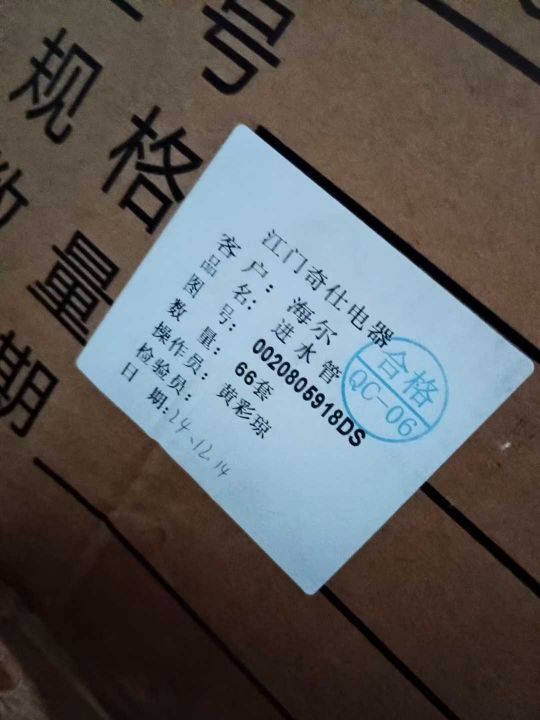 号
规格
数量
期
江门奇仕电器
客户：海尔
品名：进水管
图号：0020805918DS
数量：66套
操作员：黄彩琼
检验员：
日期：24.12.14
合格
QC-06